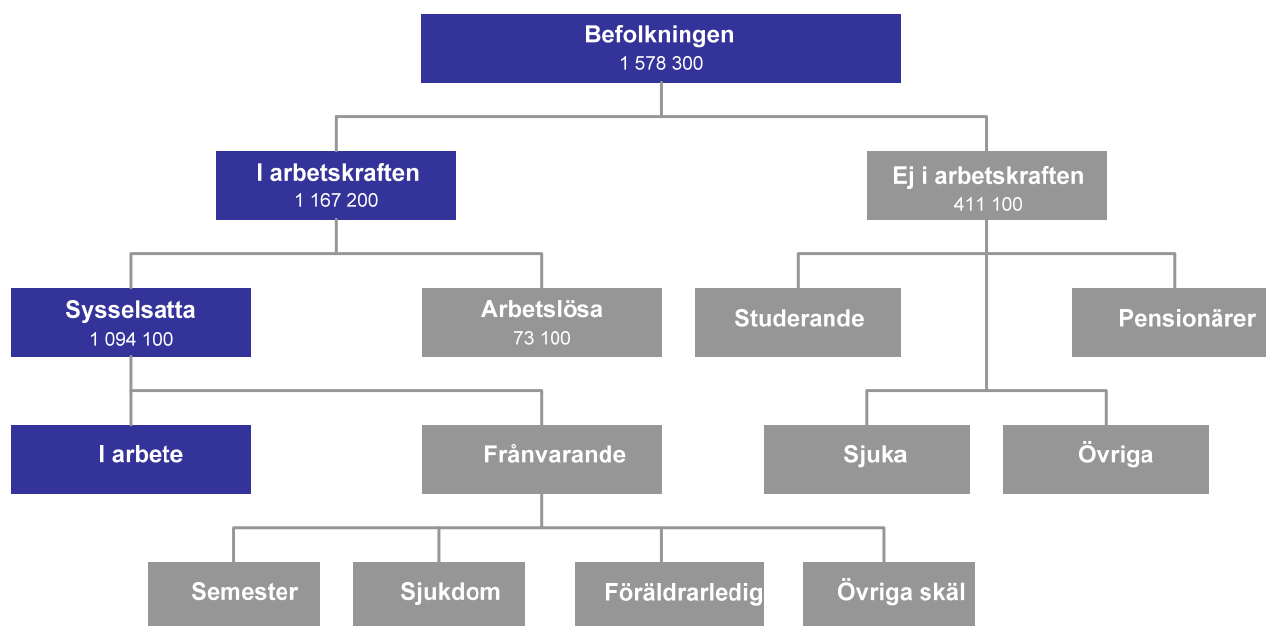 Befolkningen
1 578 300
I arbetskraften
1 167 200
Ej i arbetskraften
411 100
Sysselsatta
1 094 100
Arbetslösa
73 100
Studerande
Pensionärer
I arbete
Frånvarande
Sjuka
Övriga
Semester
Sjukdom
Föräldrarledig
Övriga skäl